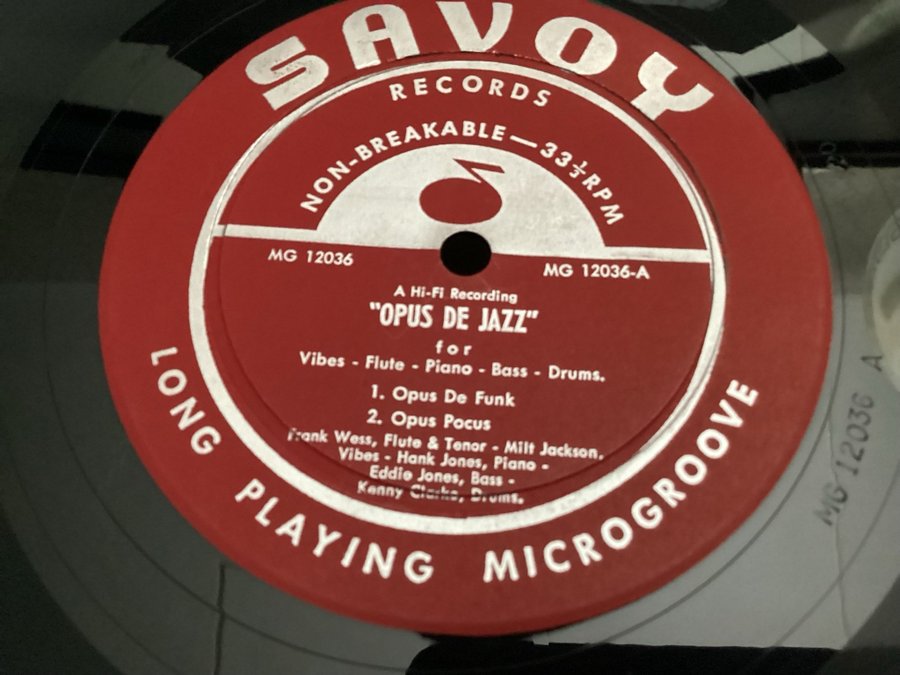 SAVOY
RECORDS
NON-BREAKABLE—33⅓RPM
MG 12036
MG 12036-A
A Hi-Fi Recording
"OPUS DE JAZZ"
for
Vibes - Flute - Piano - Bass - Drums.
1. Opus De Funk
2. Opus Pocus
Frank Wess, Flute & Tenor - Milt Jackson.
Vibes - Hank Jones, Piano -
Eddie Jones, Bass -
Kenny Clarke, Drums.
LONG PLAYING MICROGROOVE
MG 12036 A